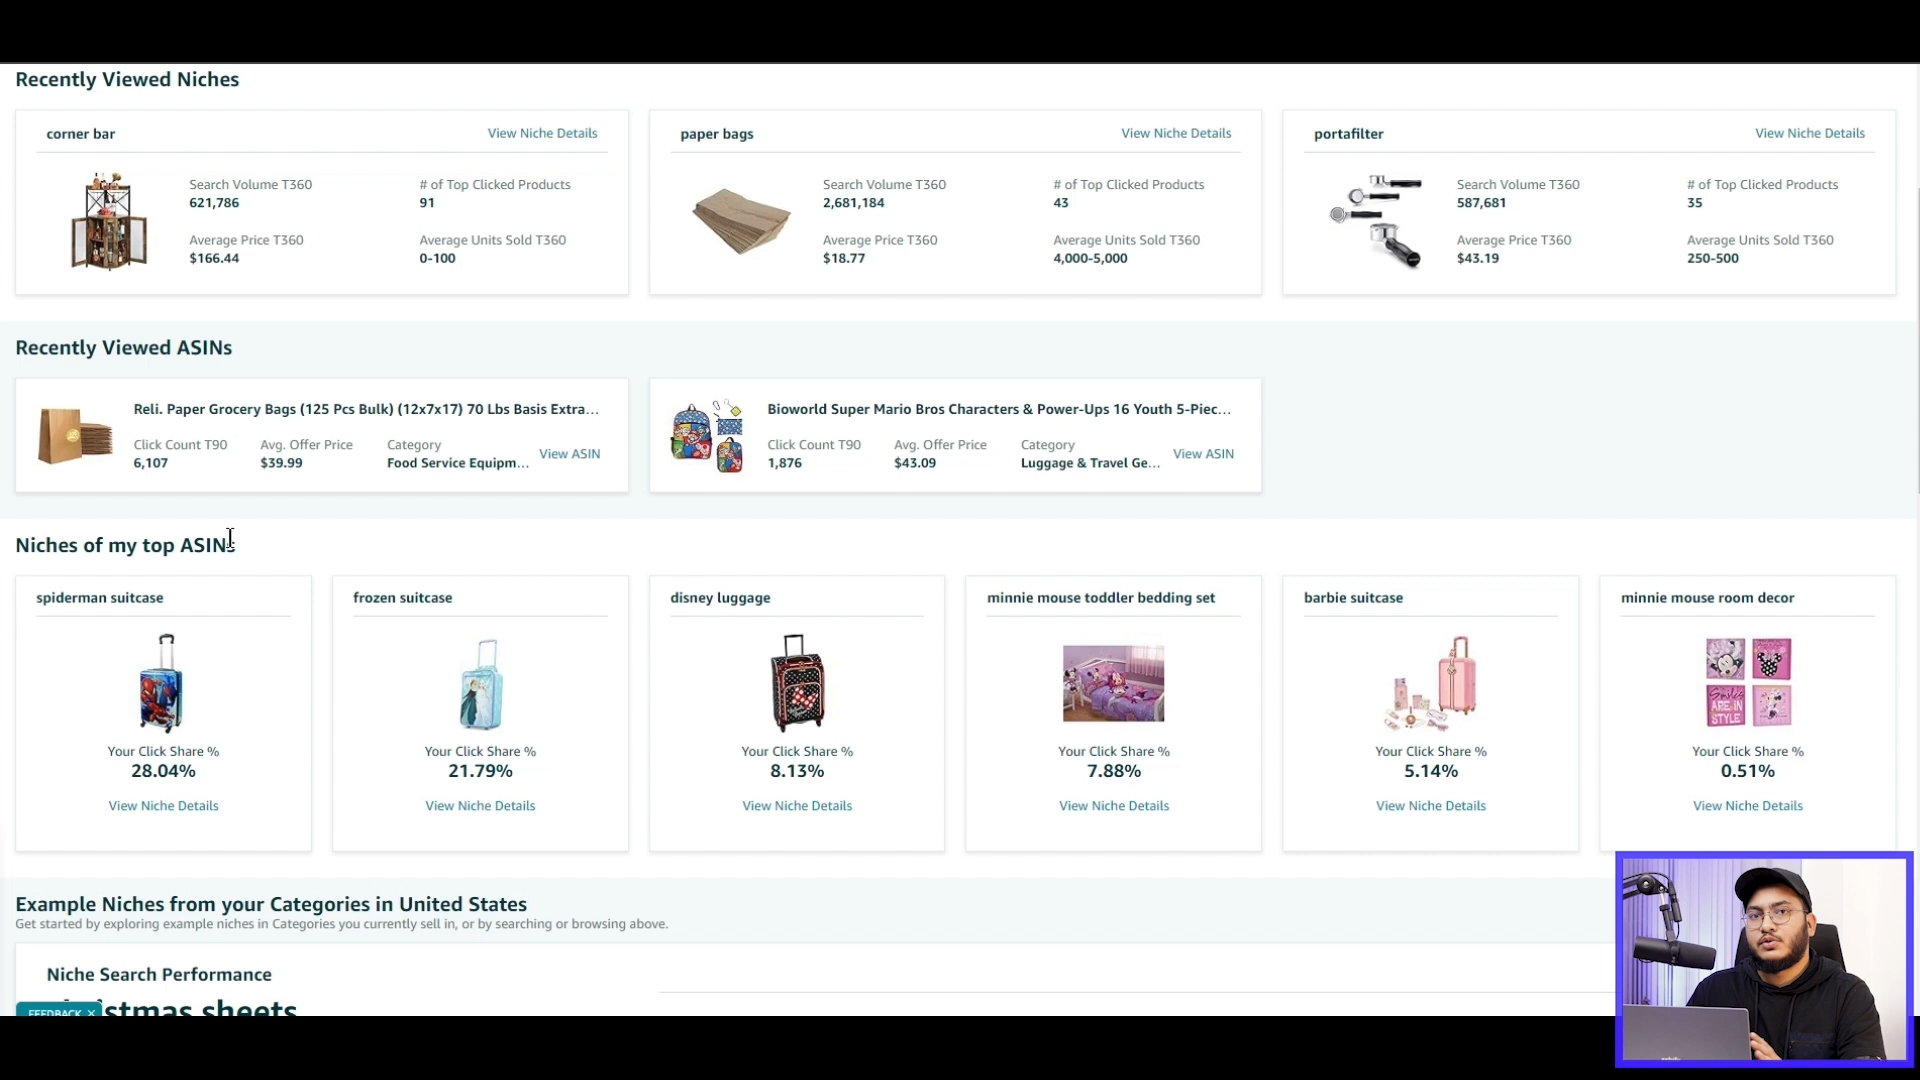 Recently Viewed Niches
corner bar
View Niche Details
Search Volume T360
# of Top Clicked Products
621,786
91
Average Price T360
Average Units Sold T360
$166.44
0-100
paper bags
View Niche Details
Search Volume T360
# of Top Clicked Products
2,681,184
43
Average Price T360
Average Units Sold T360
$18.77
4,000-5,000
portafilter
View Niche Details
Search Volume T360
# of Top Clicked Products
587,681
35
Average Price T360
Average Units Sold T360
$43.19
250-500
Recently Viewed ASINs
Reli. Paper Grocery Bags (125 Pcs Bulk) (12x7x17) 70 Lbs Basis Extra...
Click Count T90
Avg. Offer Price
Category
6,107
$39.99
Food Service Equipm...
View ASIN
Bioworld Super Mario Bros Characters & Power-Ups 16 Youth 5-Piec...
Click Count T90
Avg. Offer Price
Category
1,876
$43.09
Luggage & Travel Ge...
View ASIN
Niches of my top ASINs
spiderman suitcase
Your Click Share %
28.04%
View Niche Details
frozen suitcase
Your Click Share %
21.79%
View Niche Details
disney luggage
Your Click Share %
8.13%
View Niche Details
minnie mouse toddler bedding set
Your Click Share %
7.88%
View Niche Details
barbie suitcase
Your Click Share %
5.14%
View Niche Details
minnie mouse room decor
Smiles
ARE IN
STYLE
Your Click Share %
0.51%
View Niche Details
Example Niches from your Categories in United States
Get started by exploring example niches in Categories you currently sell in, or by searching or browsing above.
Niche Search Performance
istmas sheets
FEEDBACK ×